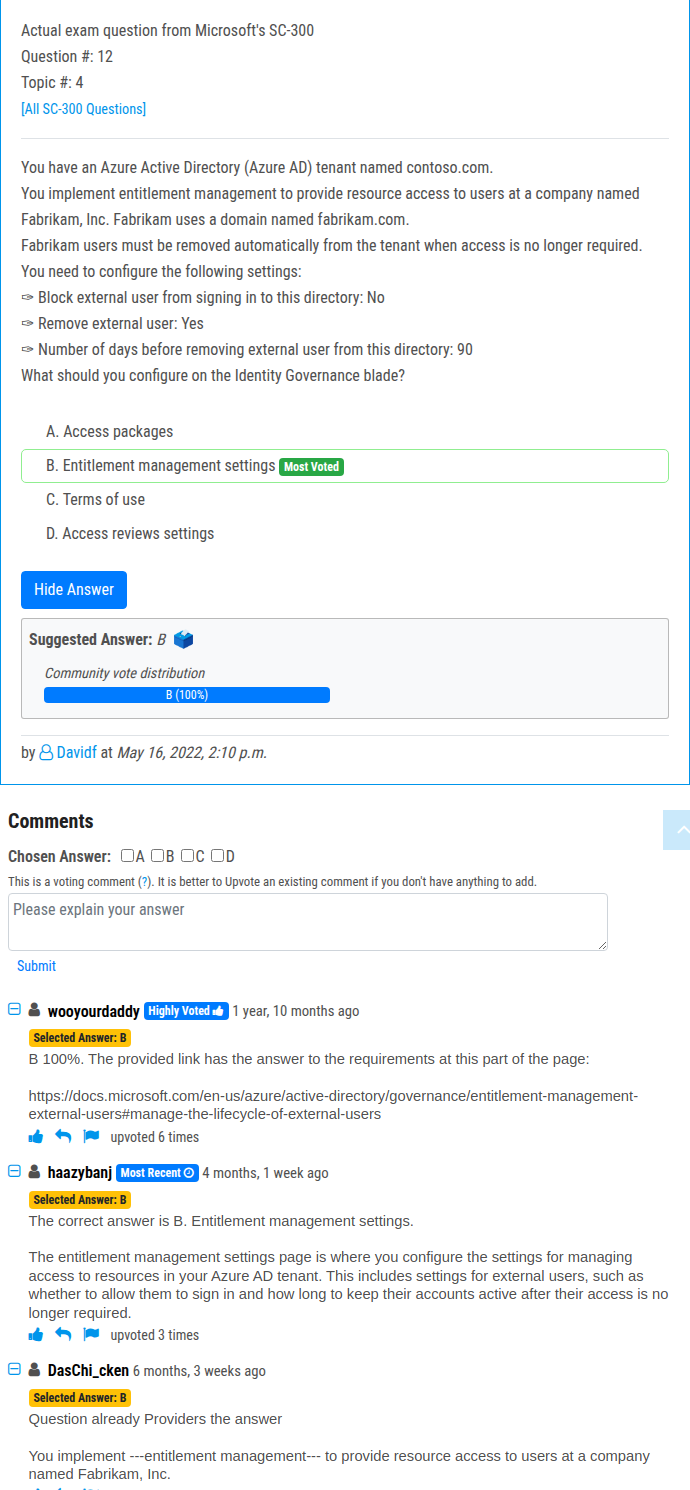 Actual exam question from Microsoft's SC-300
Question #: 12
Topic #: 4
[All SC-300 Questions]
You have an Azure Active Directory (Azure AD) tenant named contoso.com.
You implement entitlement management to provide resource access to users at a company named
Fabrikam, Inc. Fabrikam uses a domain named fabrikam.com.
Fabrikam users must be removed automatically from the tenant when access is no longer required.
You need to configure the following settings:
✑ Block external user from signing in to this directory: No
✑ Remove external user: Yes
✑ Number of days before removing external user from this directory: 90
What should you configure on the Identity Governance blade?
A. Access packages
B. Entitlement management settings Most Voted
C. Terms of use
D. Access reviews settings
Hide Answer
Suggested Answer: B
Community vote distribution
B (100%)
by Davidf at May 16, 2022, 2:10 p.m.
Comments
Chosen Answer: A B C D
This is a voting comment (?). It is better to Upvote an existing comment if you don't have anything to add.
Please explain your answer
Submit
wooyourdaddy Highly Voted 1 year, 10 months ago
Selected Answer: B
B 100%. The provided link has the answer to the requirements at this part of the page:
https://docs.microsoft.com/en-us/azure/active-directory/governance/entitlement-management-
external-users#manage-the-lifecycle-of-external-users
upvoted 6 times
haazybanj Most Recent 4 months, 1 week ago
Selected Answer: B
The correct answer is B. Entitlement management settings.
The entitlement management settings page is where you configure the settings for managing
access to resources in your Azure AD tenant. This includes settings for external users, such as
whether to allow them to sign in and how long to keep their accounts active after their access is no
longer required.
upvoted 3 times
DasChi_cken 6 months, 3 weeks ago
Selected Answer: B
Question already Providers the answer
You implement ---entitlement management--- to provide resource access to users at a company
named Fabrikam, Inc.